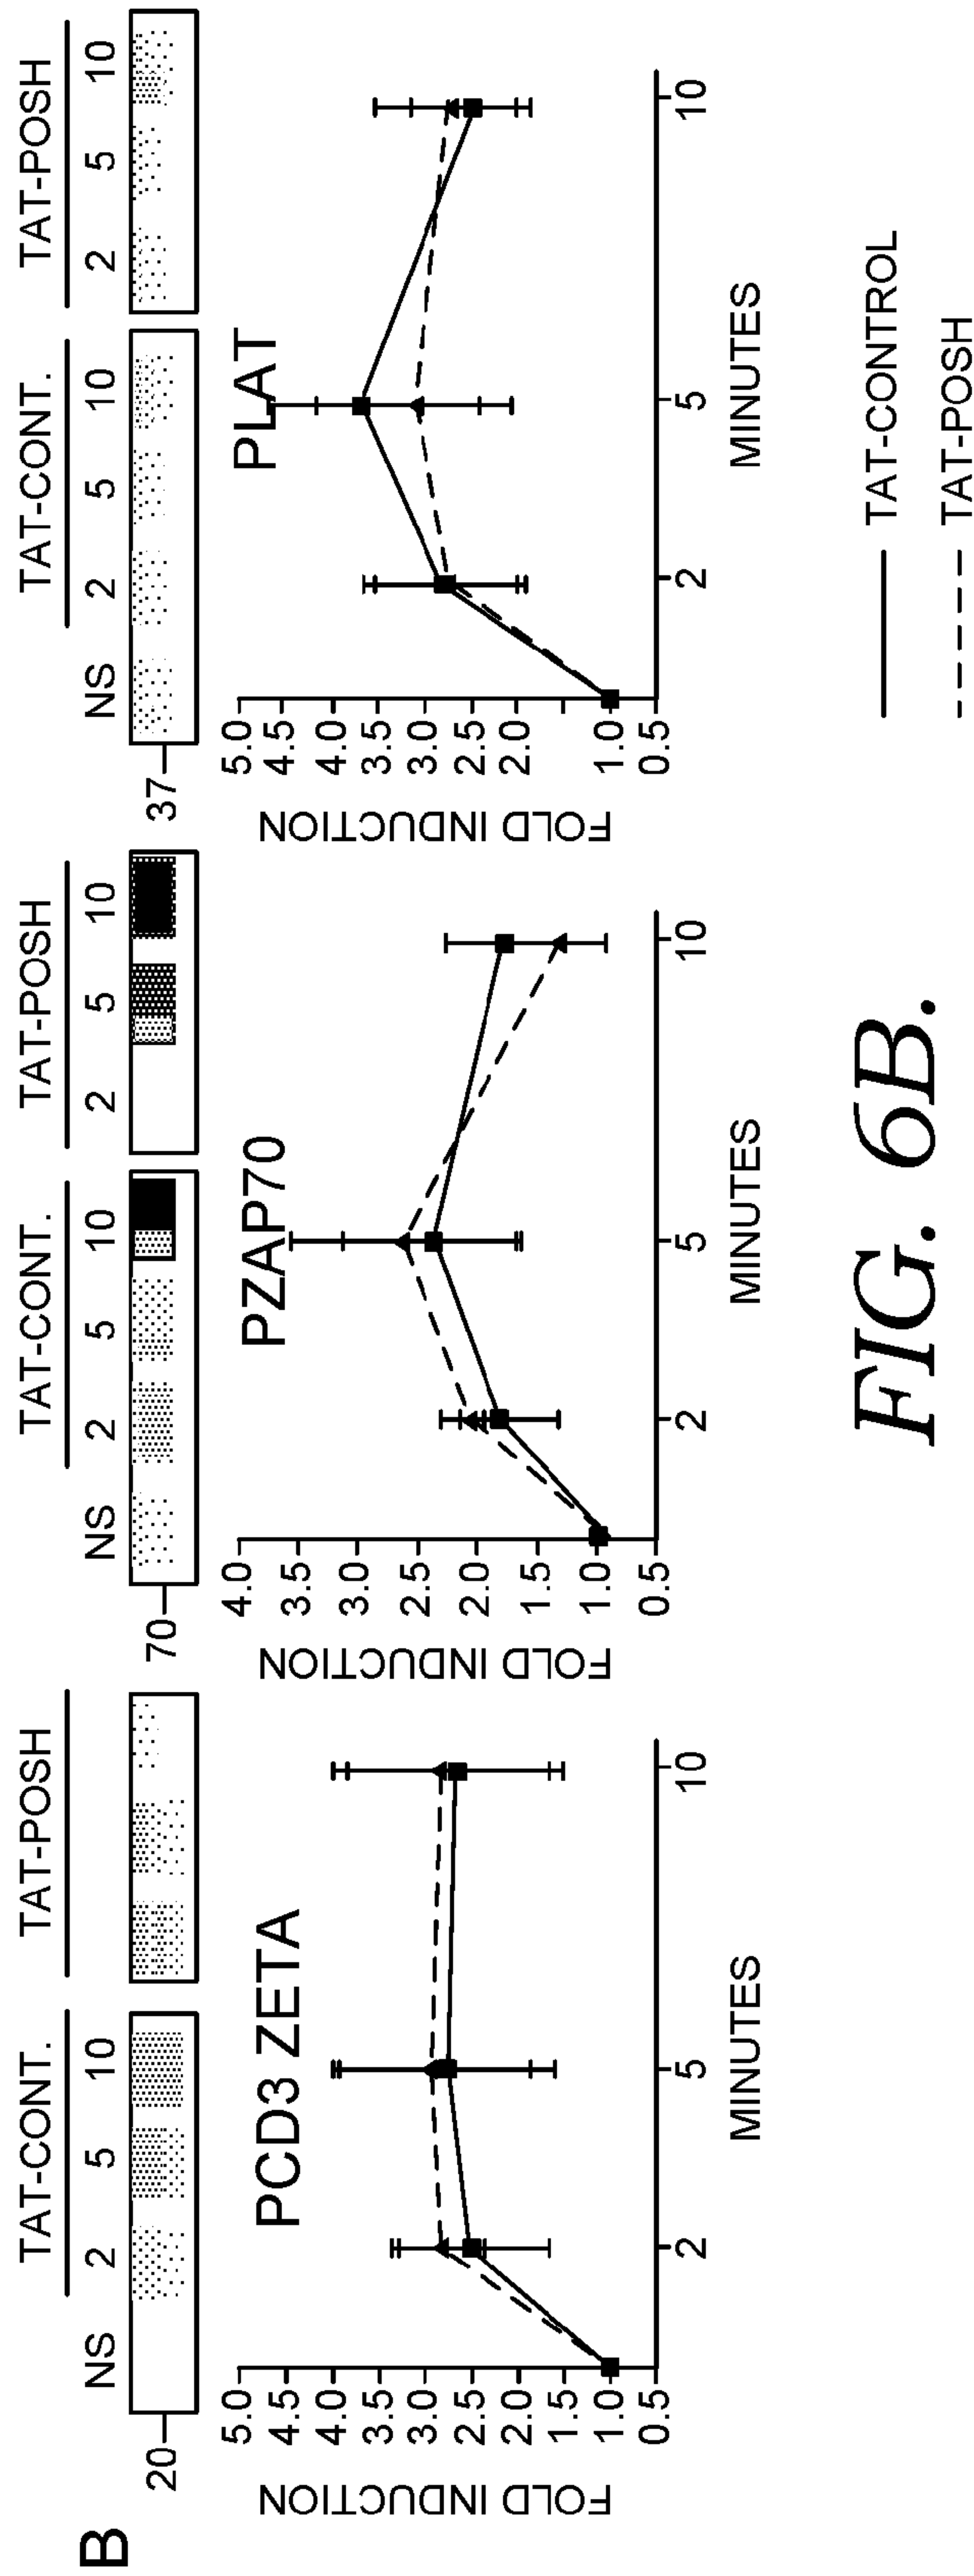 B
TAT-CONT.
TAT-POSH
NS 2 5 10 2 5 10
20
PCD3 ZETA
FOLD INDUCTION
5.0
4.5
4.0
3.5
3.0
2.5
2.0
1.5
1.0
0.5
2 5 10
MINUTES
TAT-CONT.
TAT-POSH
NS 2 5 10 2 5 10
70
PZAP70
FOLD INDUCTION
4.0
3.5
3.0
2.5
2.0
1.5
1.0
0.5
2 5 10
MINUTES
TAT-CONT.
TAT-POSH
NS 2 5 10 2 5 10
37
PLAT
FOLD INDUCTION
5.0
4.5
4.0
3.5
3.0
2.5
2.0
1.0
0.5
2 5 10
MINUTES
TAT-CONTROL
TAT-POSH
FIG. 6B.